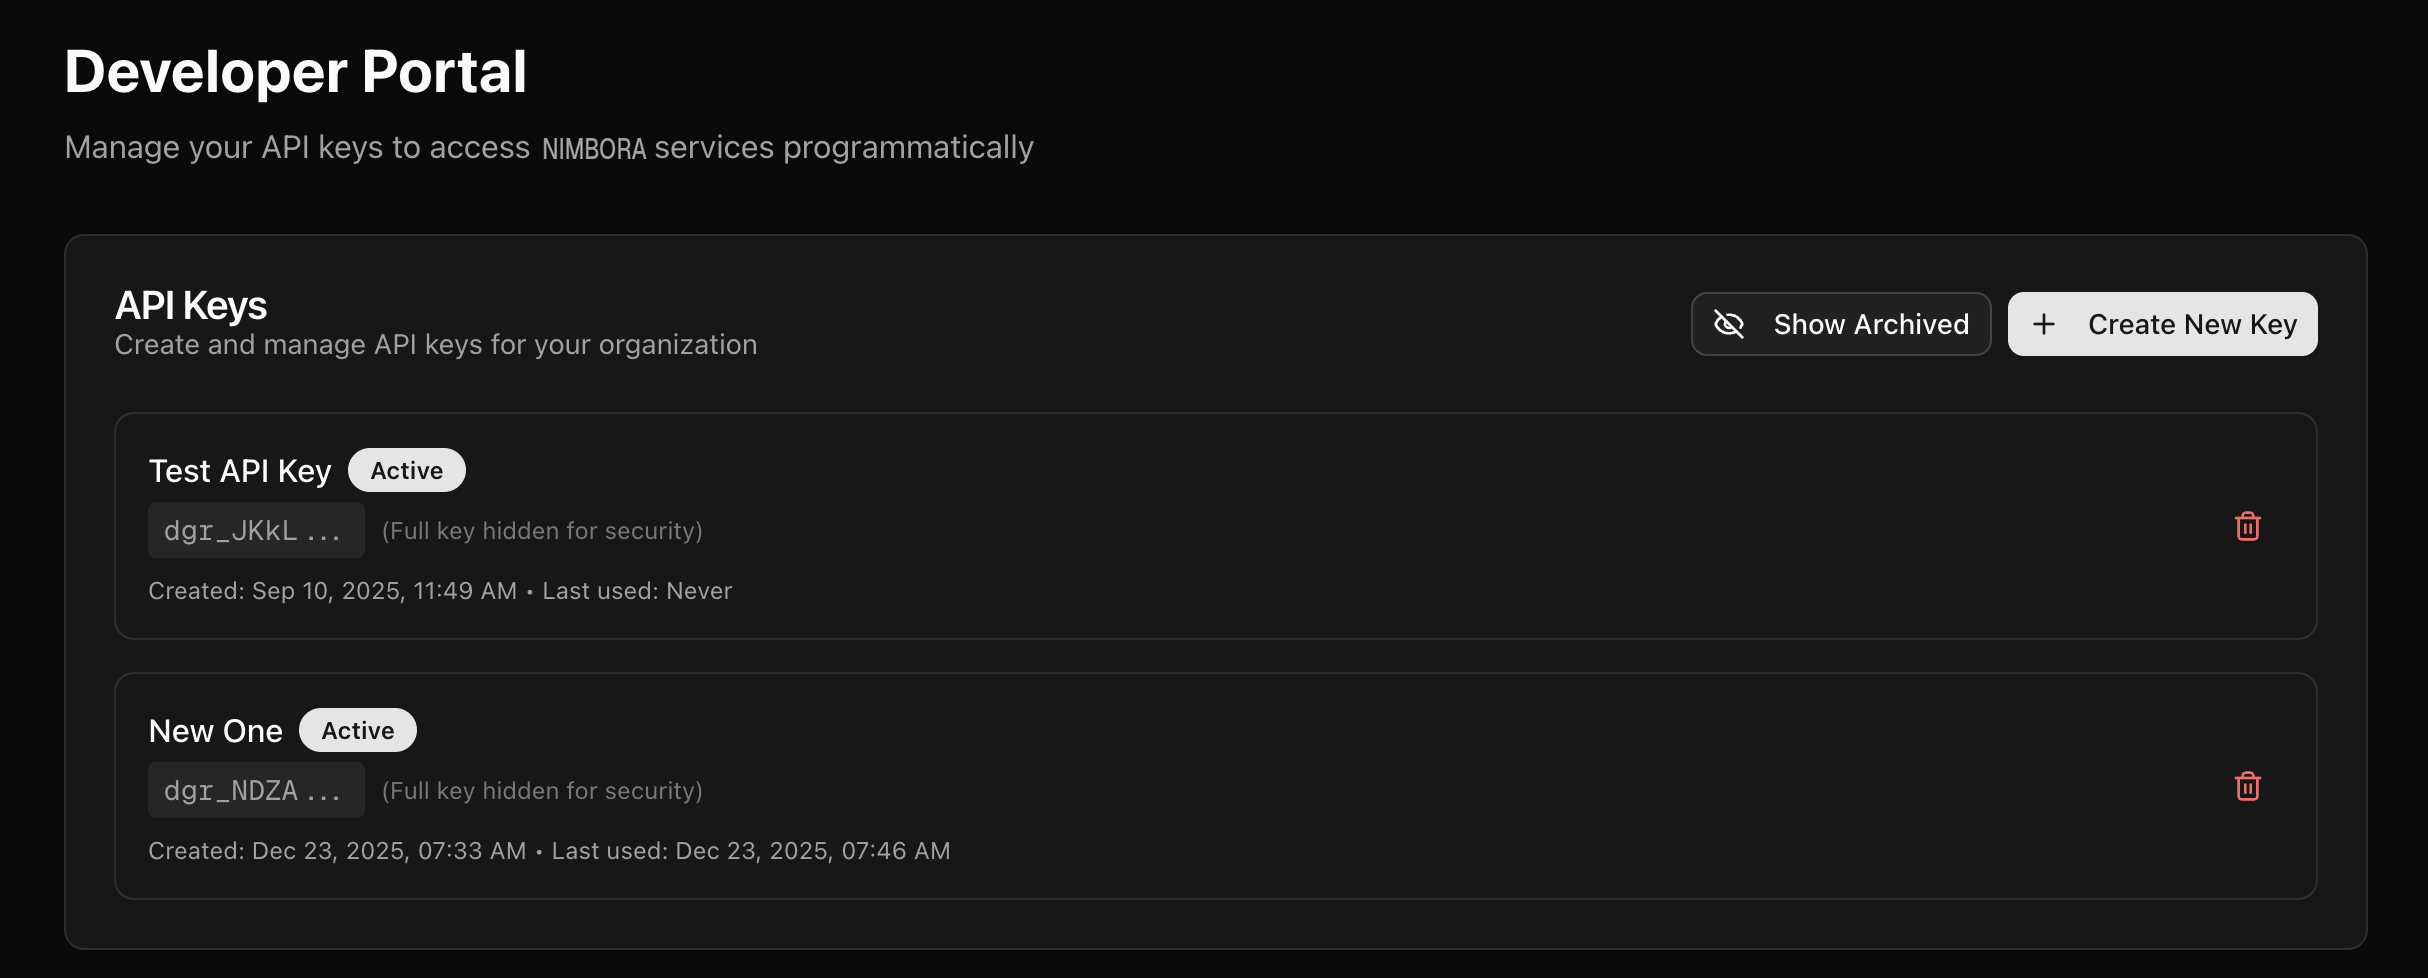 Developer Portal
Manage your API keys to access NIMBORA services programmatically
API Keys
Create and manage API keys for your organization
Show Archived
Create New Key
Test API Key Active
dgr_JKkL... (Full key hidden for security)
Created: Sep 10, 2025, 11:49 AM • Last used: Never
New One Active
dgr_NDZA... (Full key hidden for security)
Created: Dec 23, 2025, 07:33 AM • Last used: Dec 23, 2025, 07:46 AM